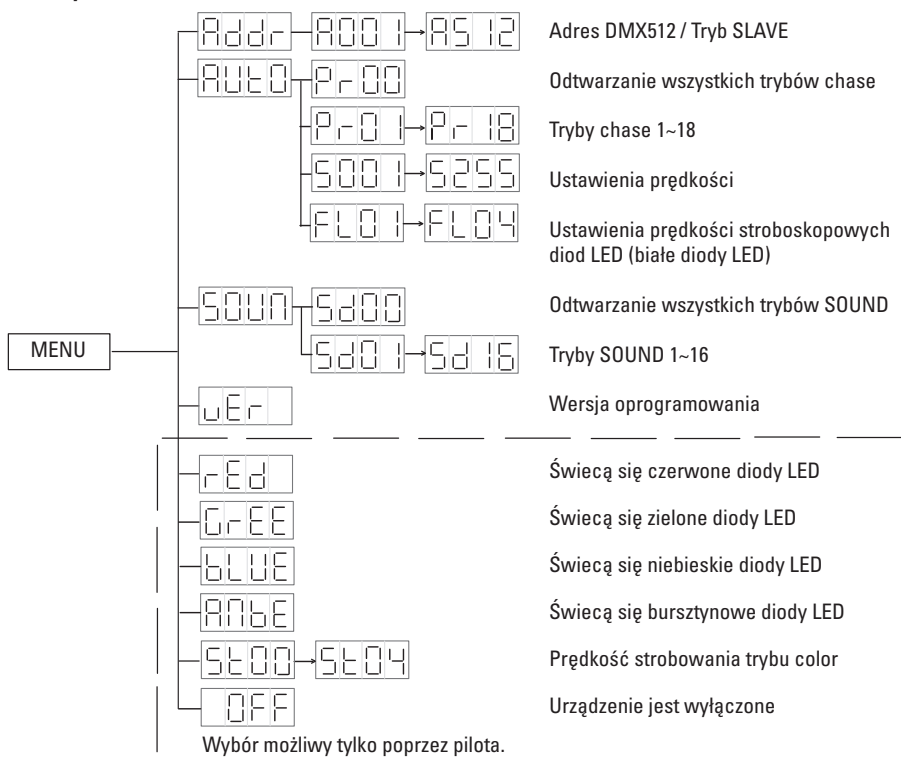 Addr A001 AS12 Adres DMX512 / Tryb SLAVE
AUtO Pr00 Odtwarzanie wszystkich trybów chase
Pr01 Pr18 Tryby chase 1~18
S001 S255 Ustawienia prędkości
FL01 FL04 Ustawienia prędkości stroboskopowych
diod LED (białe diody LED)
SOUN Sd00 Odtwarzanie wszystkich trybów SOUND
MENU
Sd01 Sd16 Tryby SOUND 1~16
vEr Wersja oprogramowania
rEd Świecą się czerwone diody LED
GrEE Świecą się zielone diody LED
bLUE Świecą się niebieskie diody LED
AMbE Świecą się bursztynowe diody LED
St00 St04 Prędkość strobowania trybu color
OFF Urządzenie jest wyłączone
Wybór możliwy tylko poprzez pilota.